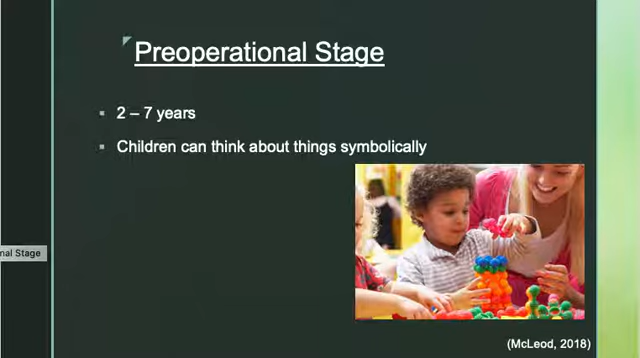 Preoperational Stage
2 – 7 years
Children can think about things symbolically
nal Stage
(McLeod, 2018)